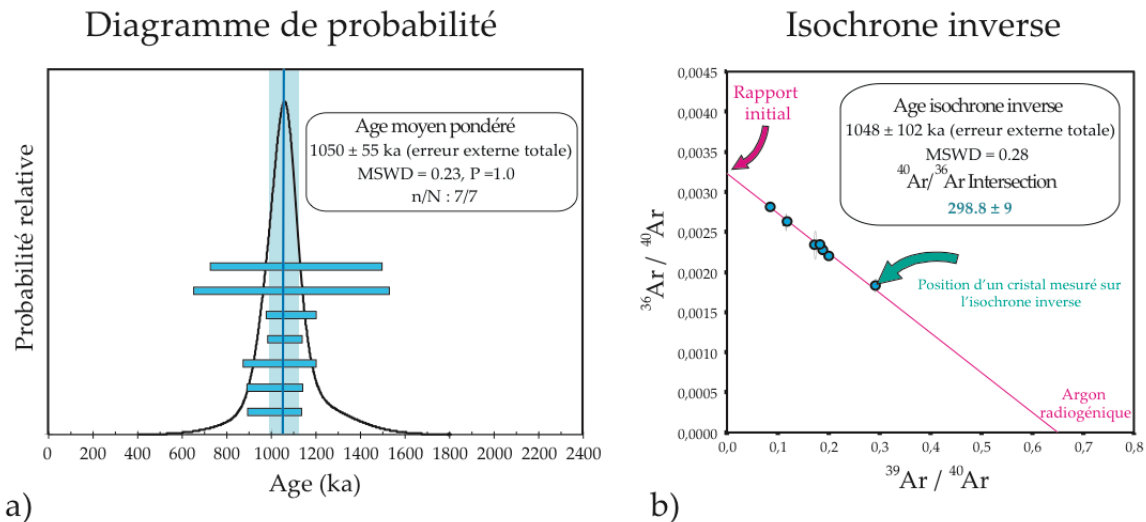 Diagramme de probabilité
Probabilité relative
Age moyen pondéré
1050 ± 55 ka (erreur externe totale)
MSWD = 0.23, P =1.0
n/N : 7/7
0 200 400 600 800 1000 1200 1400 1600 1800 2000 2200 2400
Age (ka)
a)
Isochrone inverse
36Ar / 40Ar
0,0045
0,0040
0,0035
0,0030
0,0025
0,0020
0,0015
0,0010
0,0005
0,0000
Rapport
initial
Age isochrone inverse
1048 ± 102 ka (erreur externe totale)
MSWD = 0.28
40Ar/36Ar Intersection
298.8 ± 9
Position d'un cristal mesuré sur
l'isochrone inverse
Argon
radiogénique
0,0 0,1 0,2 0,3 0,4 0,5 0,6 0,7 0,8
39Ar / 40Ar
b)